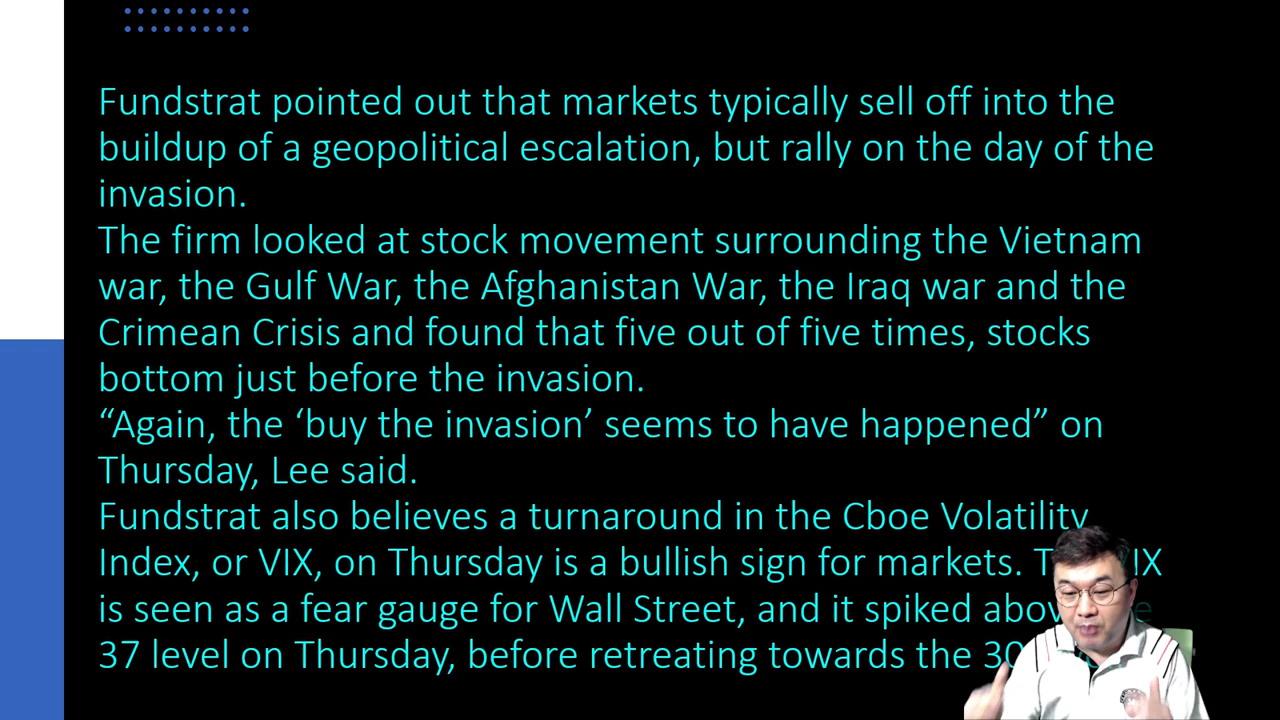 Fundstrat pointed out that markets typically sell off into the
buildup of a geopolitical escalation, but rally on the day of the
invasion.
The firm looked at stock movement surrounding the Vietnam
war, the Gulf War, the Afghanistan War, the Iraq war and the
Crimean Crisis and found that five out of five times, stocks
bottom just before the invasion.
“Again, the ‘buy the invasion’ seems to have happened” on
Thursday, Lee said.
Fundstrat also believes a turnaround in the Cboe Volatility
Index, or VIX, on Thursday is a bullish sign for markets.
is seen as a fear gauge for Wall Street, and it spiked
37 level on Thursday, before retreating towards the 30